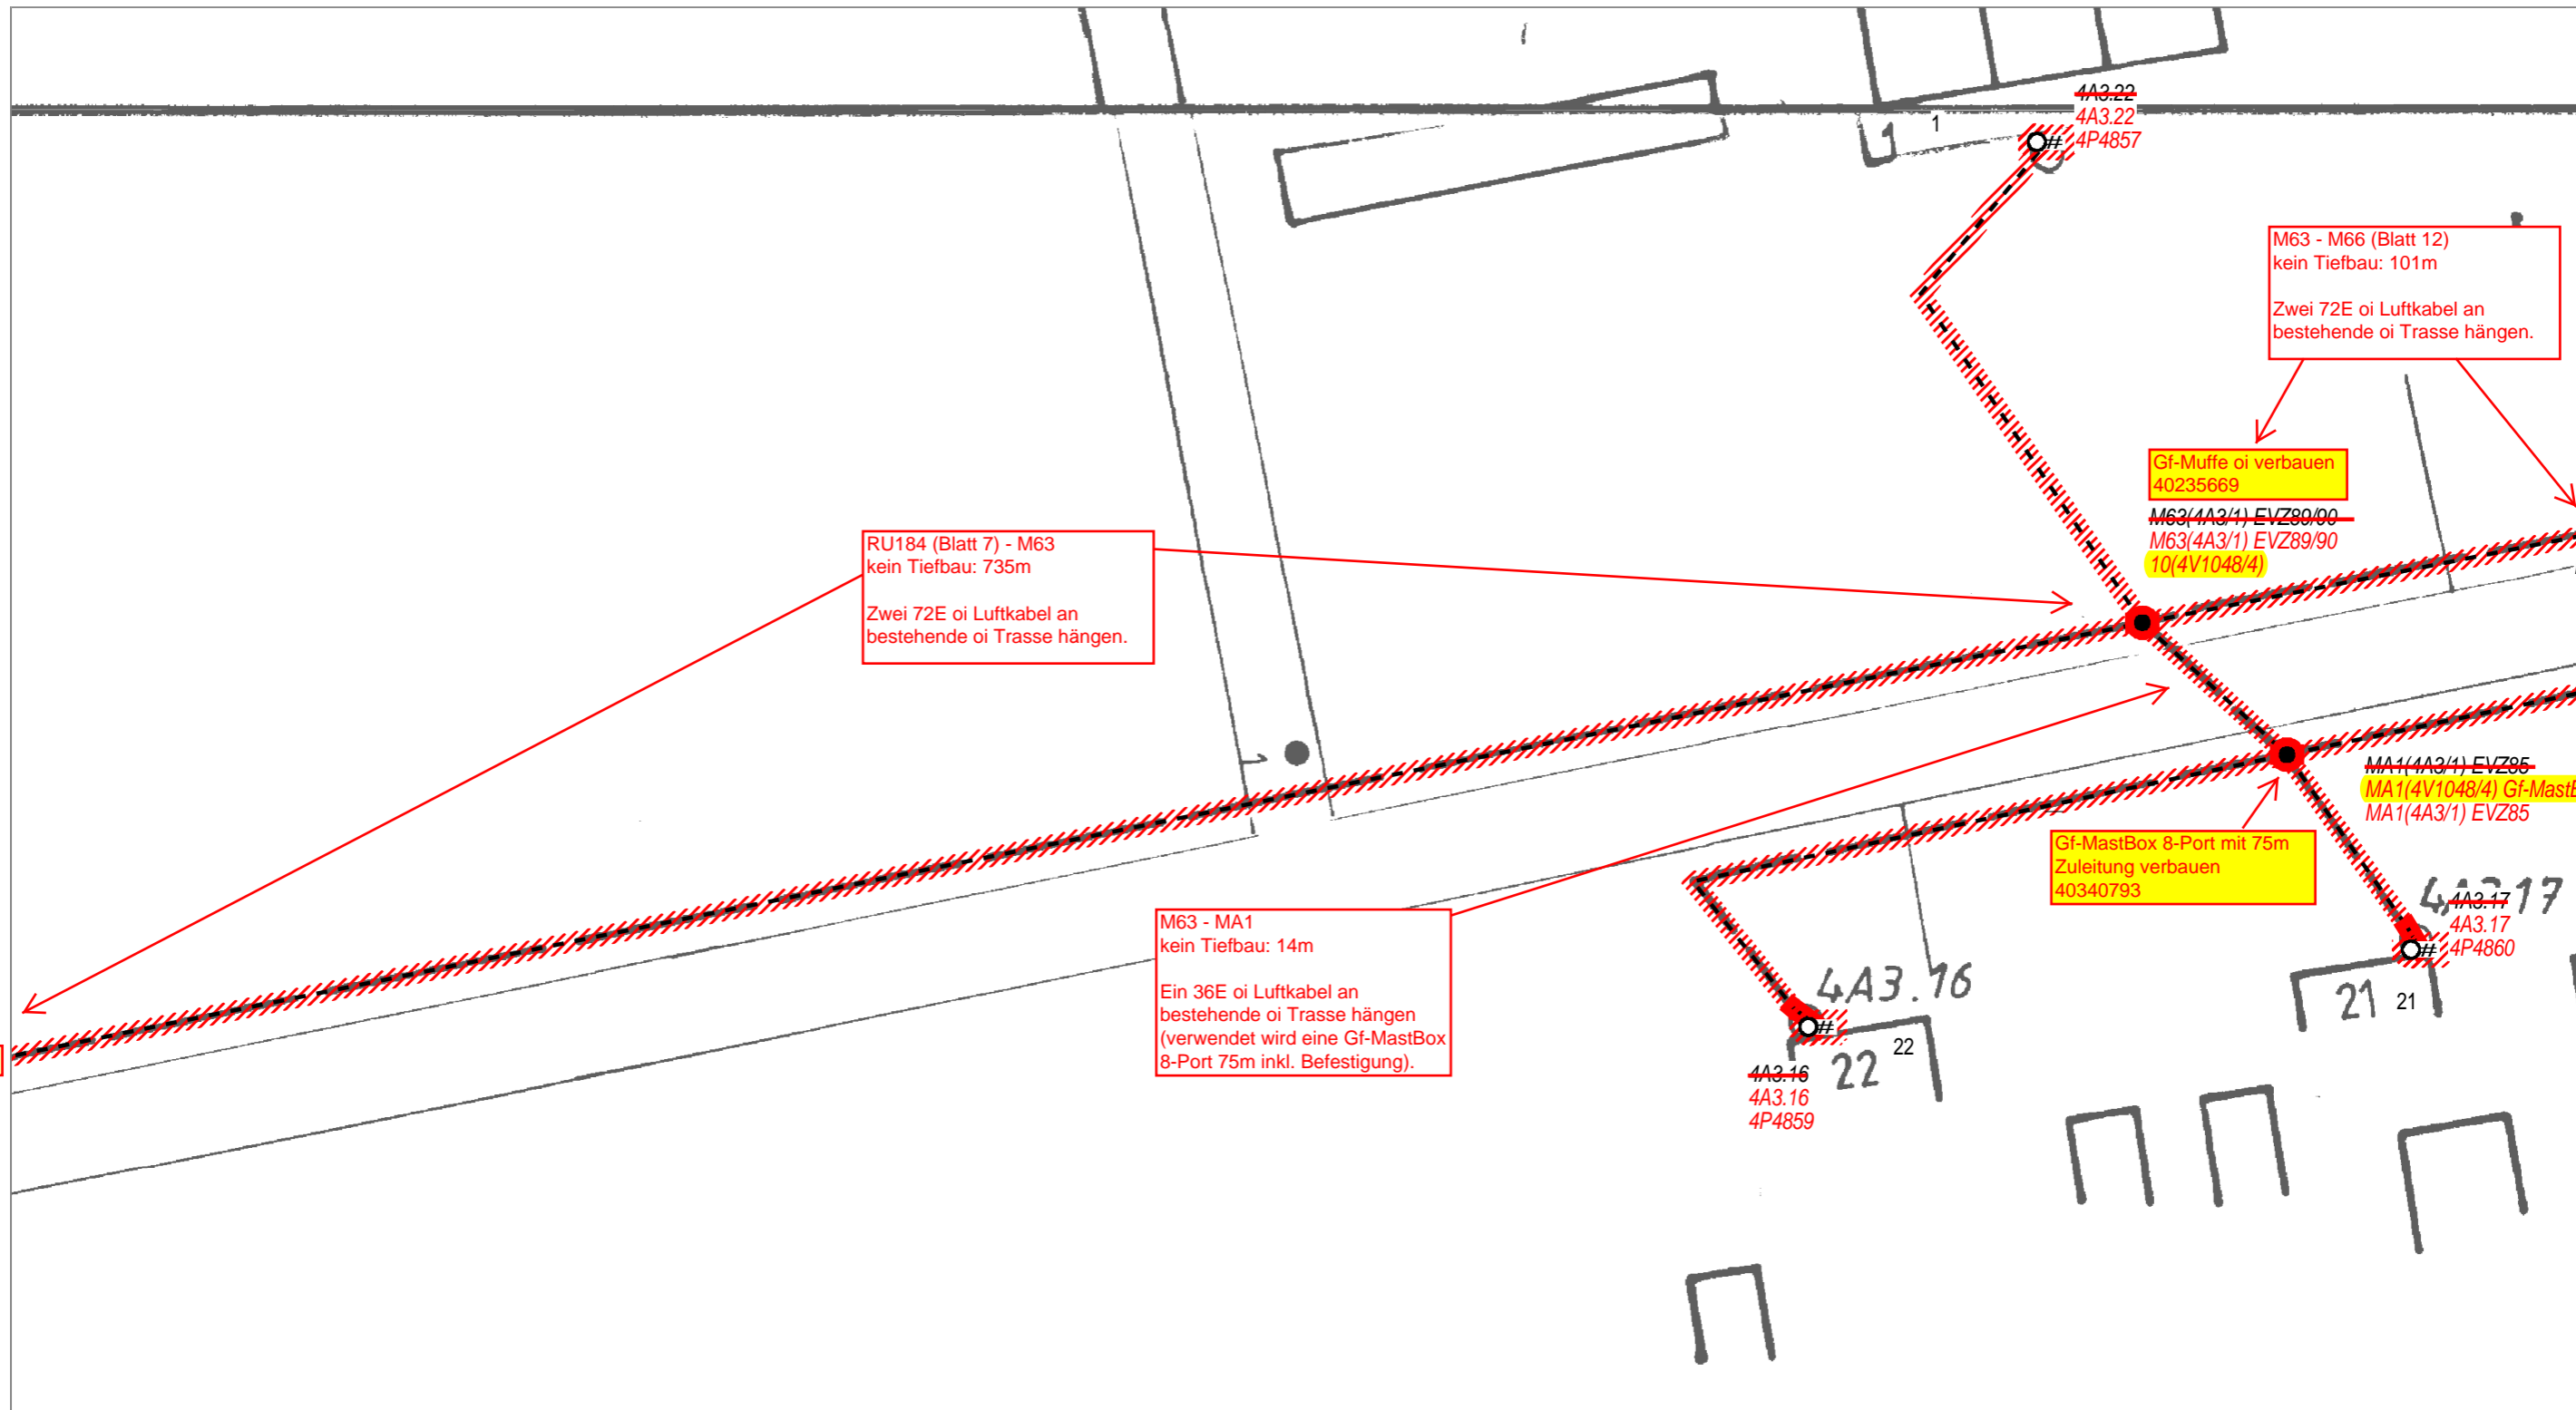 4A3.22
4A3.22
4P4857
1
1
#
M63 - M66 (Blatt 12)
kein Tiefbau: 101m
Zwei 72E oi Luftkabel an
bestehende oi Trasse hängen.
Gf-Muffe oi verbauen
40235669
M63(4A3/1) EVZ89/90
M63(4A3/1) EVZ89/90
10(4V1048/4)
RU184 (Blatt 7) - M63
kein Tiefbau: 735m
Zwei 72E oi Luftkabel an
bestehende oi Trasse hängen.
1
MA1(4A3/1) EVZ85
MA1(4V1048/4) Gf-MastB
MA1(4A3/1) EVZ85
Gf-MastBox 8-Port mit 75m
Zuleitung verbauen
40340793
M63 - MA1
kein Tiefbau: 14m
Ein 36E oi Luftkabel an
bestehende oi Trasse hängen
(verwendet wird eine Gf-MastBox
8-Port 75m inkl. Befestigung).
4A3.17
4A3.17
4A3.17
4P4860
#
21 21
4A3.16
#
22 22
4A3.16
4A3.16
4P4859